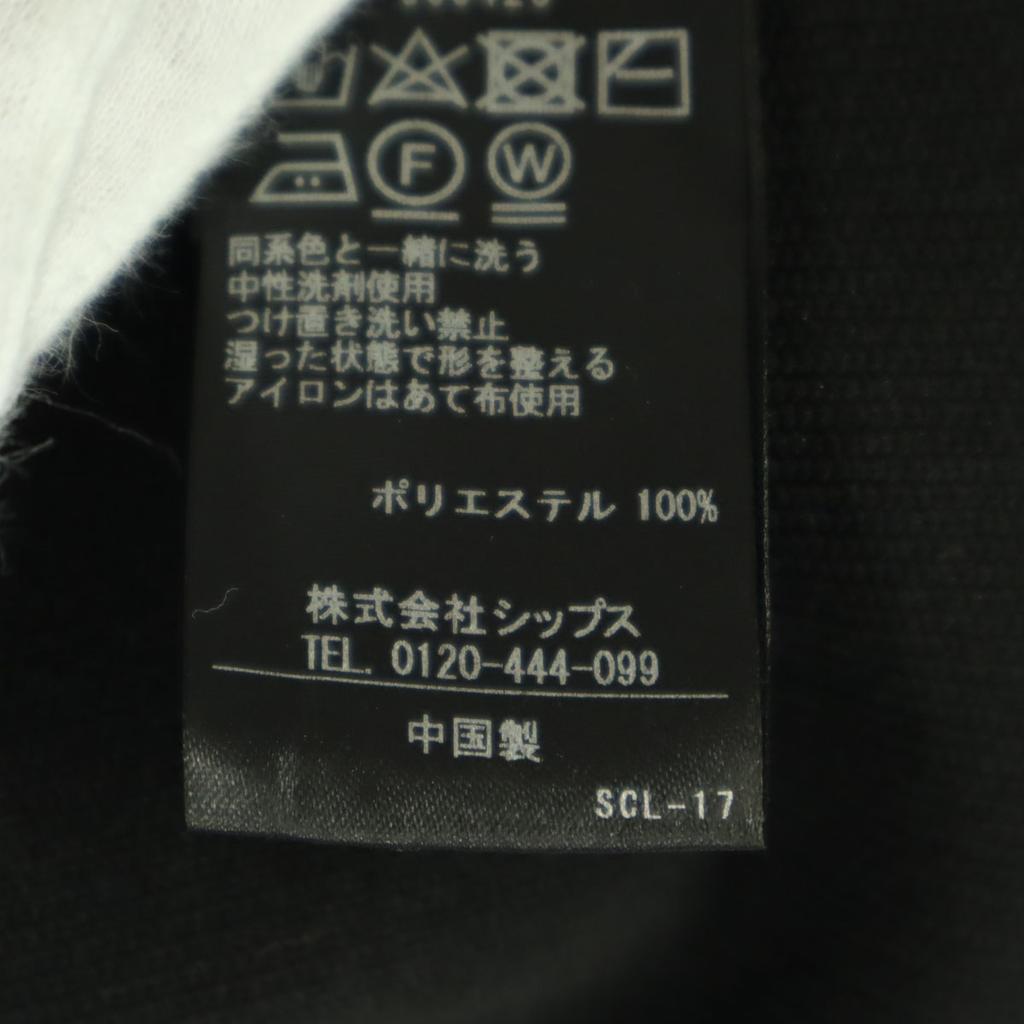 F W
同系色と一緒に洗う
中性洗剤使用
つけ置き洗い禁止
湿った状態で形を整える
アイロンはあて布使用
ポリエステル 100%
株式会社シップス
TEL. 0120-444-099
中国製
SCL-17